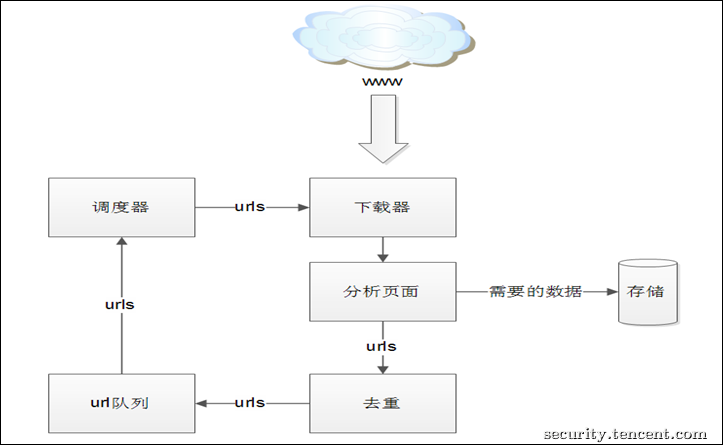 www
调度器
urls
下载器
分析页面
需要的数据
存储
urls
urls
url队列
urls
去重
security.tencent.com